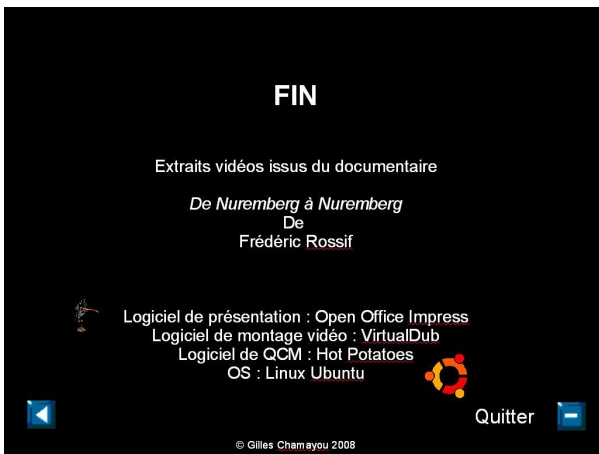 FIN
Extraits vidéos issus du documentaire
De Nuremberg à Nuremberg
De
Frédéric Rossif
Logiciel de présentation : Open Office Impress
Logiciel de montage vidéo : VirtualDub
Logiciel de QCM : Hot Potatoes
OS : Linux Ubuntu
Quitter
© Gilles Chamayou 2008